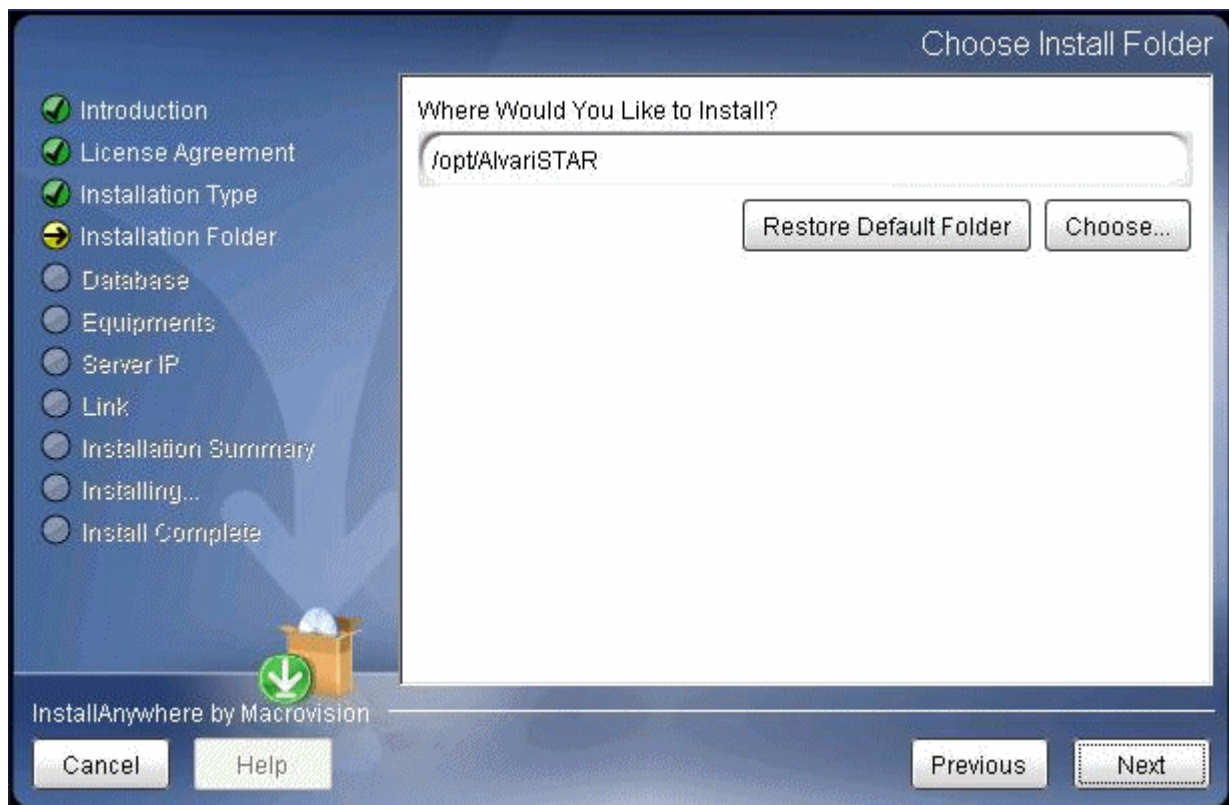 Choose Install Folder
Introduction
License Agreement
Installation Type
Installation Folder
Database
Equipments
Server IP
Link
Installation Summary
Installing...
Install Complete
Where Would You Like to Install?
/opt/AlvariSTAR
Restore Default Folder
Choose...
InstallAnywhere by Macrovision
Cancel
Help
Previous
Next